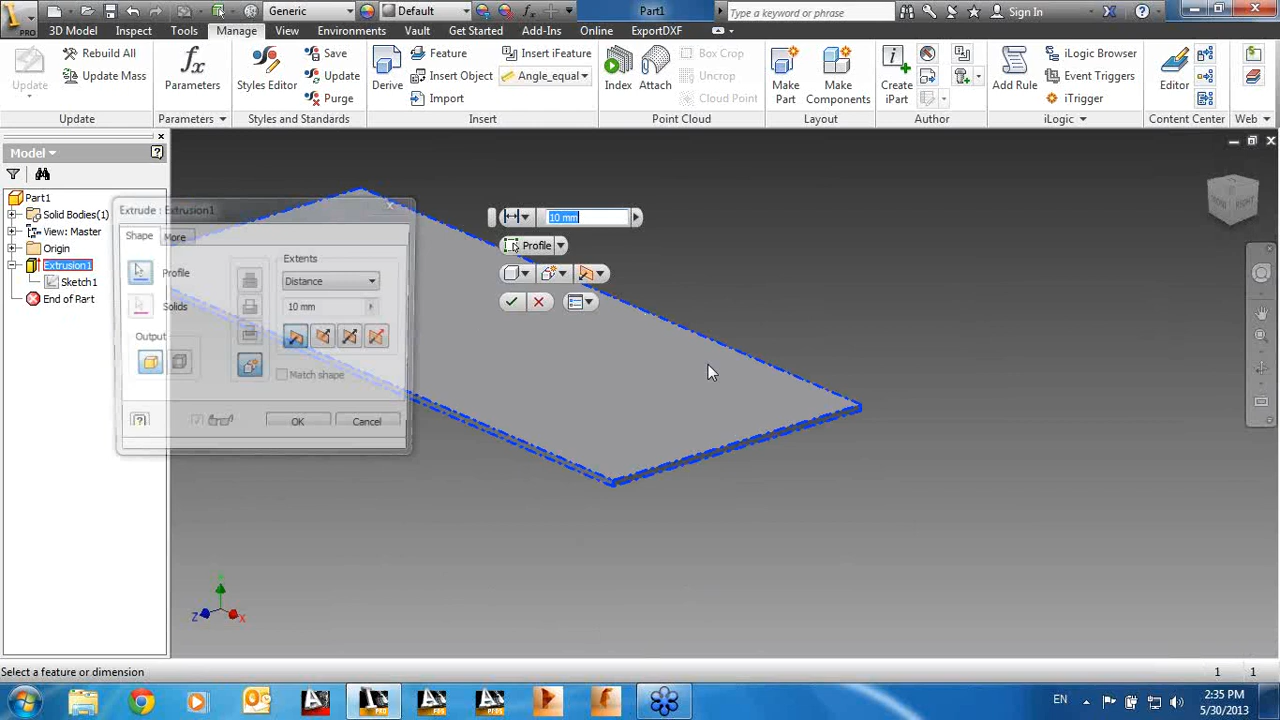 Generic Default Part1 Type a keyword or phrase Sign In
PRO 3D Model Inspect Tools Manage View Environments Vault Get Started Add-Ins Online ExportDXF
Rebuild All Save Feature Insert iFeature Box Crop iLogic Browser
Mass Update Update Insert Object Angle_equal Uncrop Event Triggers
Update Parameters Styles Editor Purge Derive Import Index Attach Cloud Point Make Part Make Components Create iPart Add Rule iTrigger Editor
Update Parameters Styles and Standards Insert Point Cloud Layout Author iLogic Content Center Web
Model
Part1
Solid Bodies(1)
View: Master
Origin
Extrusion1
Sketch1
End of Part
Extrude : Extrusion1
Shape More
Profile
Solids
Output
Extents
Distance
10 mm
Match shape
OK Cancel
10 mm
Profile
Y
Z X
Select a feature or dimension 1 1
EN 2:35 PM
5/30/2013